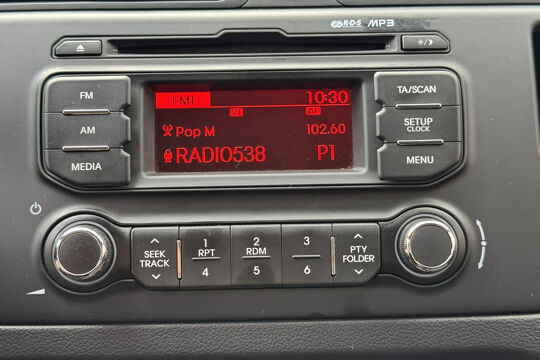 R·D·S MP3
FM
AM
MEDIA
FM1
10:30
Pop M
102.60
RADIO538
P1
TA/SCAN
SETUP
CLOCK
MENU
SEEK
TRACK
1
RPT
4
2
RDM
5
3
6
PTY
FOLDER